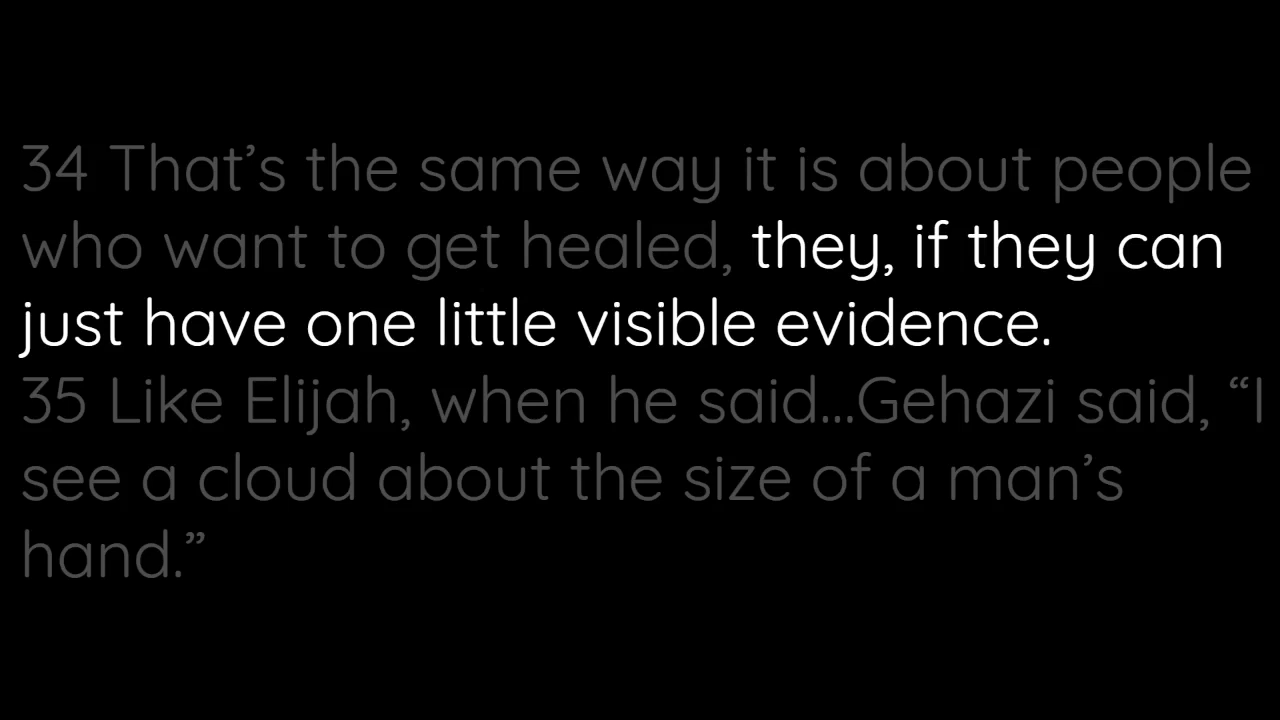 34 That’s the same way it is about people
who want to get healed, they, if they can
just have one little visible evidence.
35 Like Elijah, when he said...Gehazi said, “I
see a cloud about the size of a man’s
hand.”